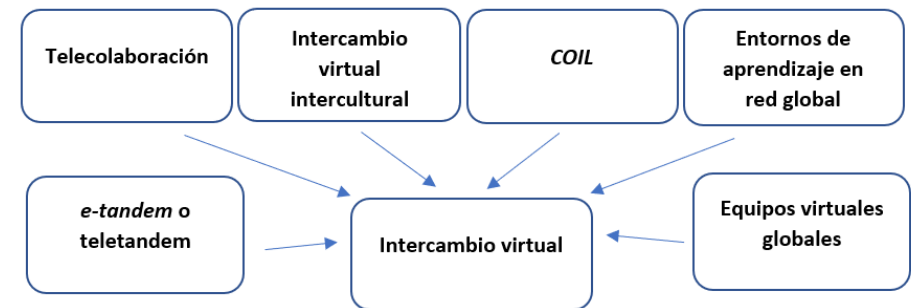 Telecolaboración
Intercambio
virtual
intercultural
COIL
Entornos de
aprendizaje en
red global
e-tandem o
teletandem
Intercambio virtual
Equipos virtuales
globales